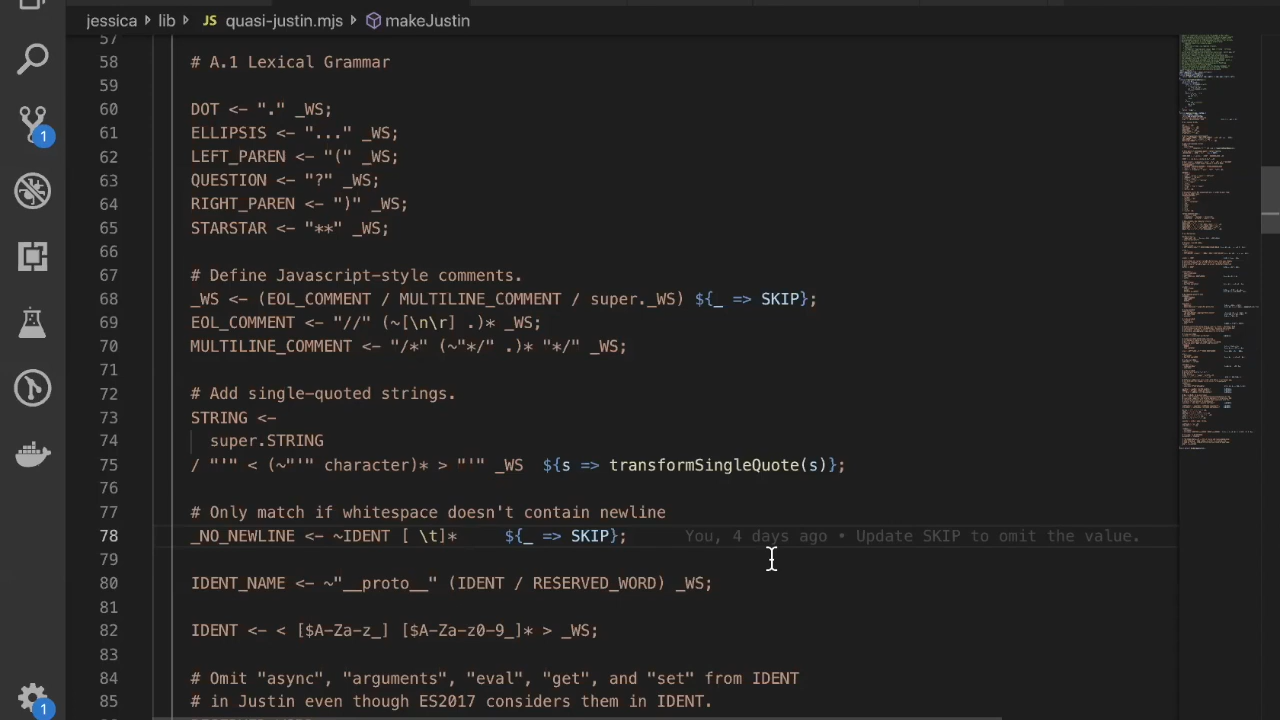 jessica lib JS quasi-justin.mjs makeJustin
57
58 # A.1 Lexical Grammar
59
60 DOT <- "." _WS;
61 ELLIPSIS <- "..." _WS;
62 LEFT_PAREN <- "(" _WS;
63 QUESTION <- "?" _WS;
64 RIGHT_PAREN <- ")" _WS;
65 STARSTAR <- "**" _WS;
66
67 # Define Javascript-style comments.
68 _WS <- (EOL_COMMENT / MULTILINE_COMMENT / super._WS) ${_ => SKIP};
69 EOL_COMMENT <- "//" (~[\n\r] .)* _WS;
70 MULTILINE_COMMENT <- "/*" (~"*/" .)* "*/" _WS;
71
72 # Add single-quoted strings.
73 STRING <-
74 super.STRING
75 / "'" < (~"'" character)* > "'" _WS ${s => transformSingleQuote(s)};
76
77 # Only match if whitespace doesn't contain newline
78 _NO_NEWLINE <- ~IDENT [ \t]* ${_ => SKIP}; You, 4 days ago • Update SKIP to omit the value.
79
80 IDENT_NAME <- ~"__proto__" (IDENT / RESERVED_WORD) _WS;
81
82 IDENT <- < [$A-Za-z_] [$A-Za-z0-9_]* > _WS;
83
84 # Omit "async", "arguments", "eval", "get", and "set" from IDENT
85 # in Justin even though ES2017 considers them in IDENT.
1
1